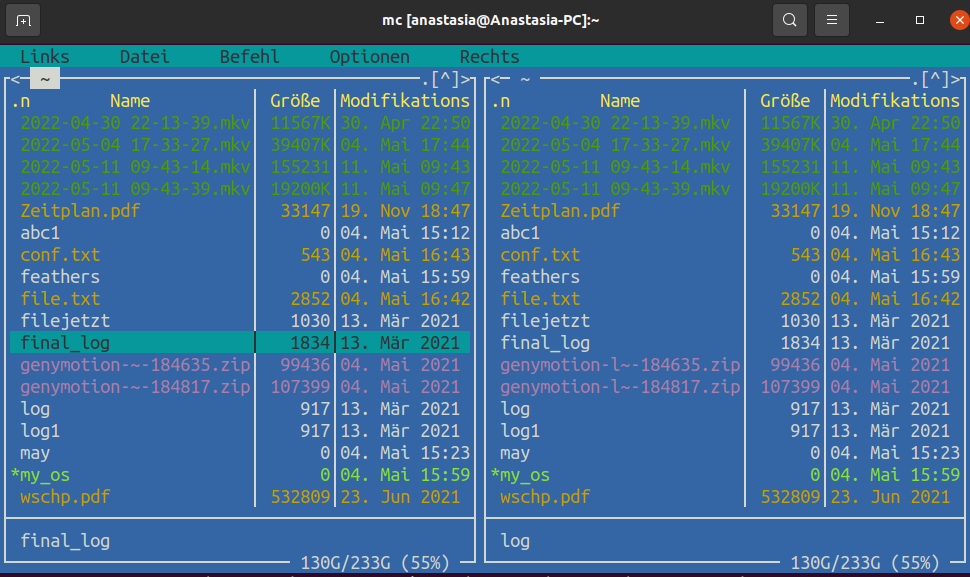 mc [anastasia@Anastasia-PC]:~
Links Datei Befehl Optionen Rechts
<─ ~ .[^]> <─ ~ .[^]>
.n Name Größe Modifikations .n Name Größe Modifikations
2022-04-30 22-13-39.mkv 11567K 30. Apr 22:50 2022-04-30 22-13-39.mkv 11567K 30. Apr 22:50
2022-05-04 17-33-27.mkv 39407K 04. Mai 17:44 2022-05-04 17-33-27.mkv 39407K 04. Mai 17:44
2022-05-11 09-43-14.mkv 155231 11. Mai 09:43 2022-05-11 09-43-14.mkv 155231 11. Mai 09:43
2022-05-11 09-43-39.mkv 19200K 11. Mai 09:47 2022-05-11 09-43-39.mkv 19200K 11. Mai 09:47
Zeitplan.pdf 33147 19. Nov 18:47 Zeitplan.pdf 33147 19. Nov 18:47
abc1 0 04. Mai 15:12 abc1 0 04. Mai 15:12
conf.txt 543 04. Mai 16:43 conf.txt 543 04. Mai 16:43
feathers 0 04. Mai 15:59 feathers 0 04. Mai 15:59
file.txt 2852 04. Mai 16:42 file.txt 2852 04. Mai 16:42
filejetzt 1030 13. Mär 2021 filejetzt 1030 13. Mär 2021
final_log 1834 13. Mär 2021 final_log 1834 13. Mär 2021
genymotion-~-184635.zip 99436 04. Mai 2021 genymotion-l~-184635.zip 99436 04. Mai 2021
genymotion-~-184817.zip 107399 04. Mai 2021 genymotion-l~-184817.zip 107399 04. Mai 2021
log 917 13. Mär 2021 log 917 13. Mär 2021
log1 917 13. Mär 2021 log1 917 13. Mär 2021
may 0 04. Mai 15:23 may 0 04. Mai 15:23
*my_os 0 04. Mai 15:59 *my_os 0 04. Mai 15:59
wschp.pdf 532809 23. Jun 2021 wschp.pdf 532809 23. Jun 2021
final_log log
130G/233G (55%) 130G/233G (55%)